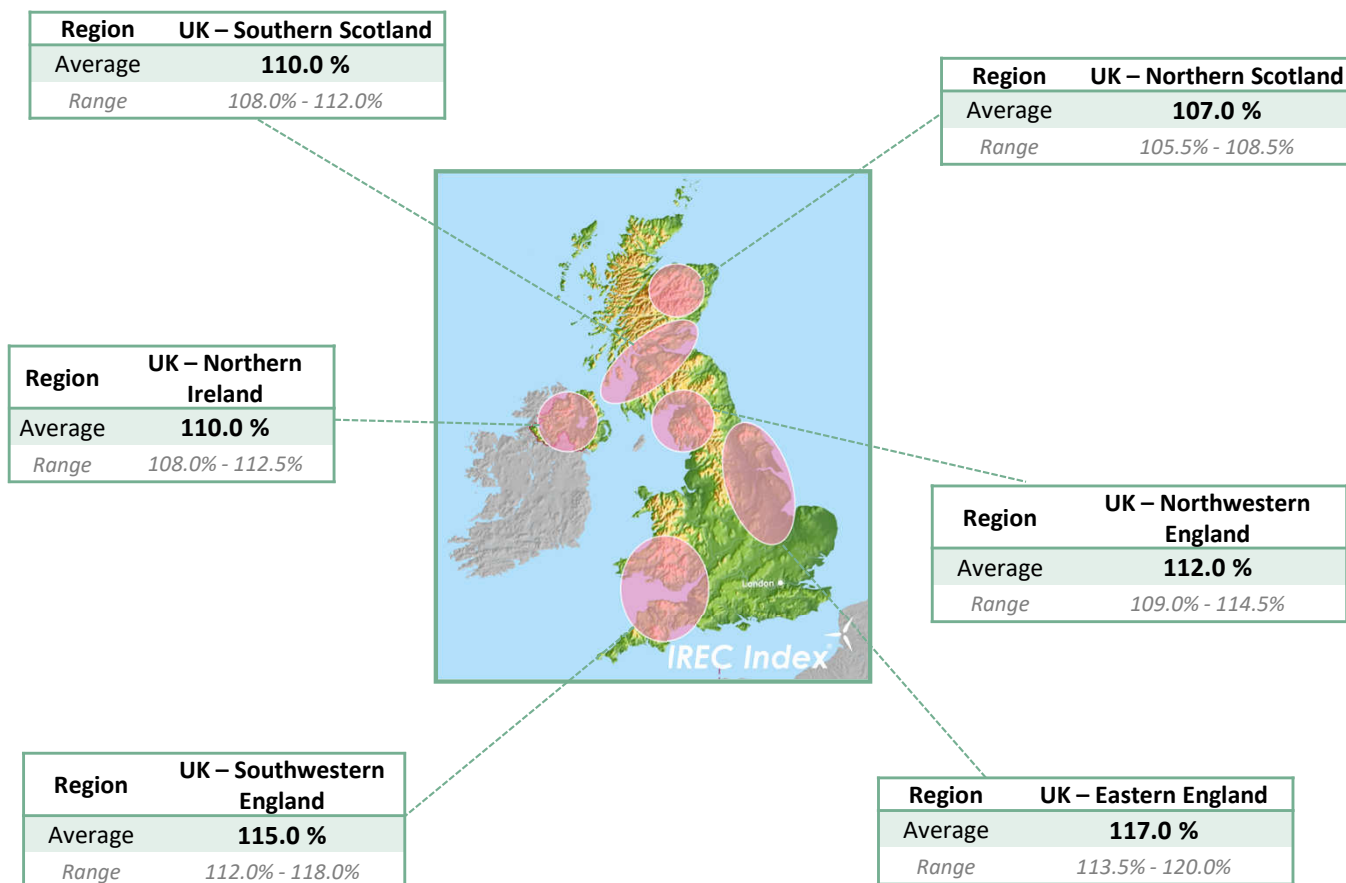 Region UK – Southern Scotland
Average 110.0 %
Range 108.0% - 112.0%
Region UK – Northern Scotland
Average 107.0 %
Range 105.5% - 108.5%
Region UK – Northern
Ireland
Average 110.0 %
Range 108.0% - 112.5%
London
IREC Index
Region UK – Northwestern
England
Average 112.0 %
Range 109.0% - 114.5%
Region UK – Southwestern
England
Average 115.0 %
Range 112.0% - 118.0%
Region UK – Eastern England
Average 117.0 %
Range 113.5% - 120.0%